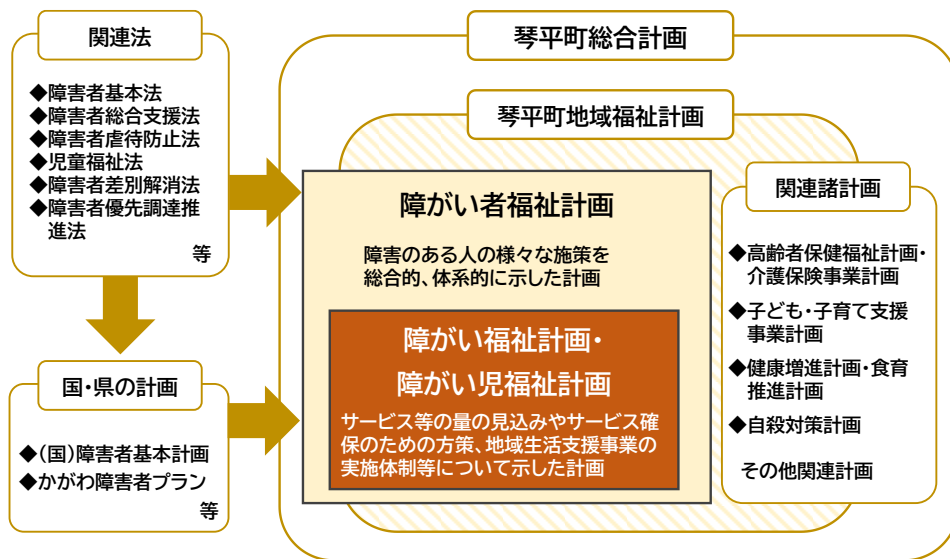 関連法
◆障害者基本法
◆障害者総合支援法
◆障害者虐待防止法
◆児童福祉法
◆障害者差別解消法
◆障害者優先調達推
進法
等
国・県の計画
◆(国)障害者基本計画
◆かがわ障害者プラン
等
琴平町総合計画
琴平町地域福祉計画
障がい者福祉計画
障害のある人の様々な施策を
総合的、体系的に示した計画
障がい福祉計画・
障がい児福祉計画
サービス等の量の見込みやサービス確
保のための方策、地域生活支援事業の
実施体制等について示した計画
関連諸計画
◆高齢者保健福祉計画・
介護保険事業計画
◆子ども・子育て支援
事業計画
◆健康増進計画・食育
推進計画
◆自殺対策計画
その他関連計画